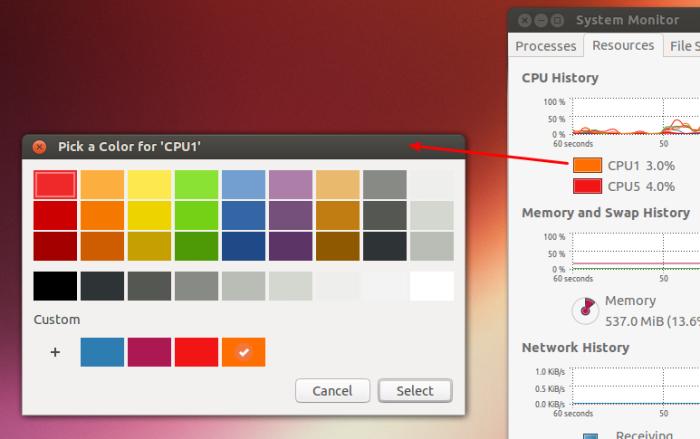 System Monitor
Processes
Resources
File S
CPU History
100 %
50 %
0 %
60 seconds
50
CPU1 3.0%
CPU5 4.0%
Memory and Swap History
100 %
50 %
0 %
60 seconds
50
Memory
537.0 MiB (13.6%
Network History
1.0 KiB/s
0.5 KiB/s
0.0 KiB/s
60 seconds
50
Receiving
Pick a Color for 'CPU1'
Custom
+
Cancel
Select